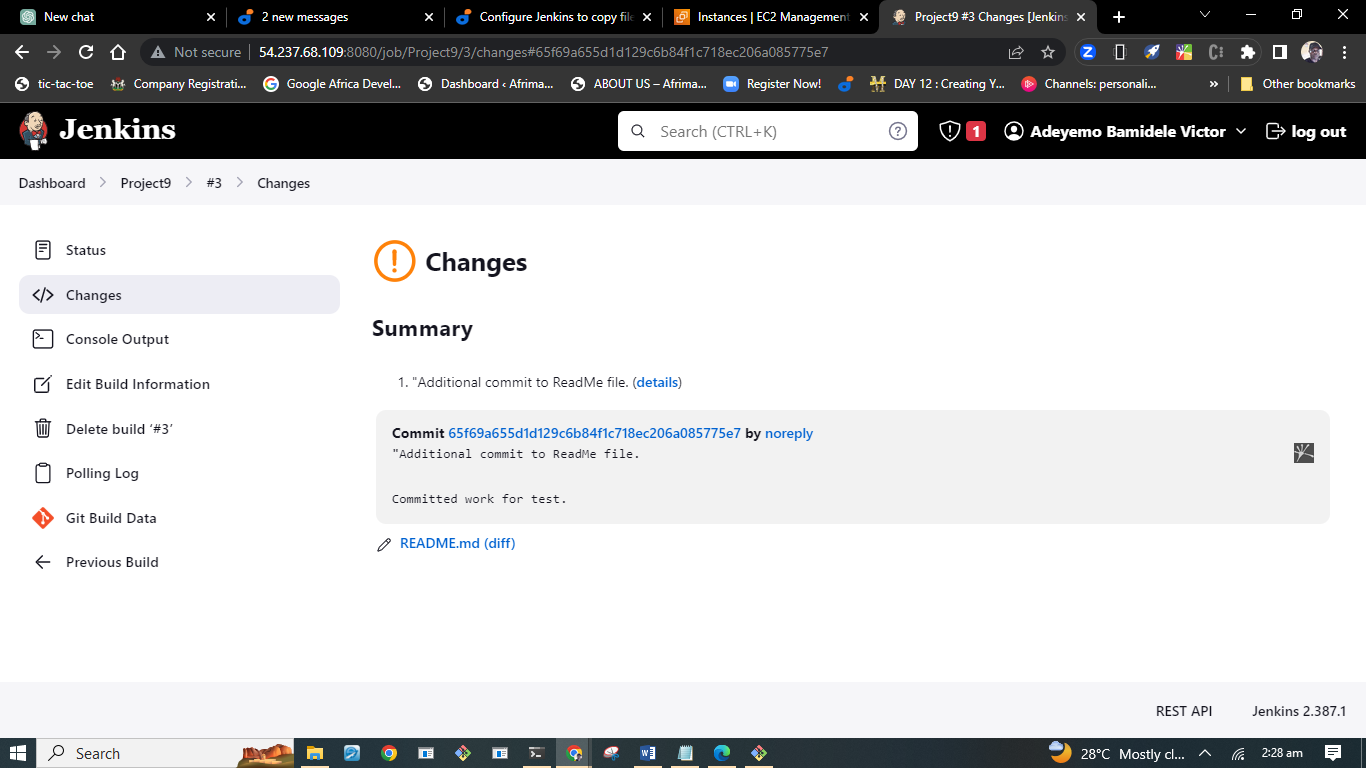 New chat
2 new messages
Configure Jenkins to copy file
Instances | EC2 Management
Project9 #3 Changes [Jenkins
Not secure
54.237.68.109:8080/job/Project9/3/changes#65f69a655d1d129c6b84f1c718ec206a085775e7
tic-tac-toe
Company Registrati...
Google Africa Devel...
Dashboard ‹ Afrima...
ABOUT US – Afrima...
Register Now!
DAY 12 : Creating Y...
Channels: personali...
»
Other bookmarks
Jenkins
Search (CTRL+K)
1
Adeyemo Bamidele Victor
log out
Dashboard
Project9
#3
Changes
Status
Changes
Console Output
Edit Build Information
Delete build ‘#3’
Polling Log
Git Build Data
Previous Build
Changes
Summary
1. "Additional commit to ReadMe file. (details)
Commit 65f69a655d1d129c6b84f1c718ec206a085775e7 by noreply
"Additional commit to ReadMe file.
Committed work for test.
README.md (diff)
REST API
Jenkins 2.387.1
Search
28°C Mostly cl...
2:28 am